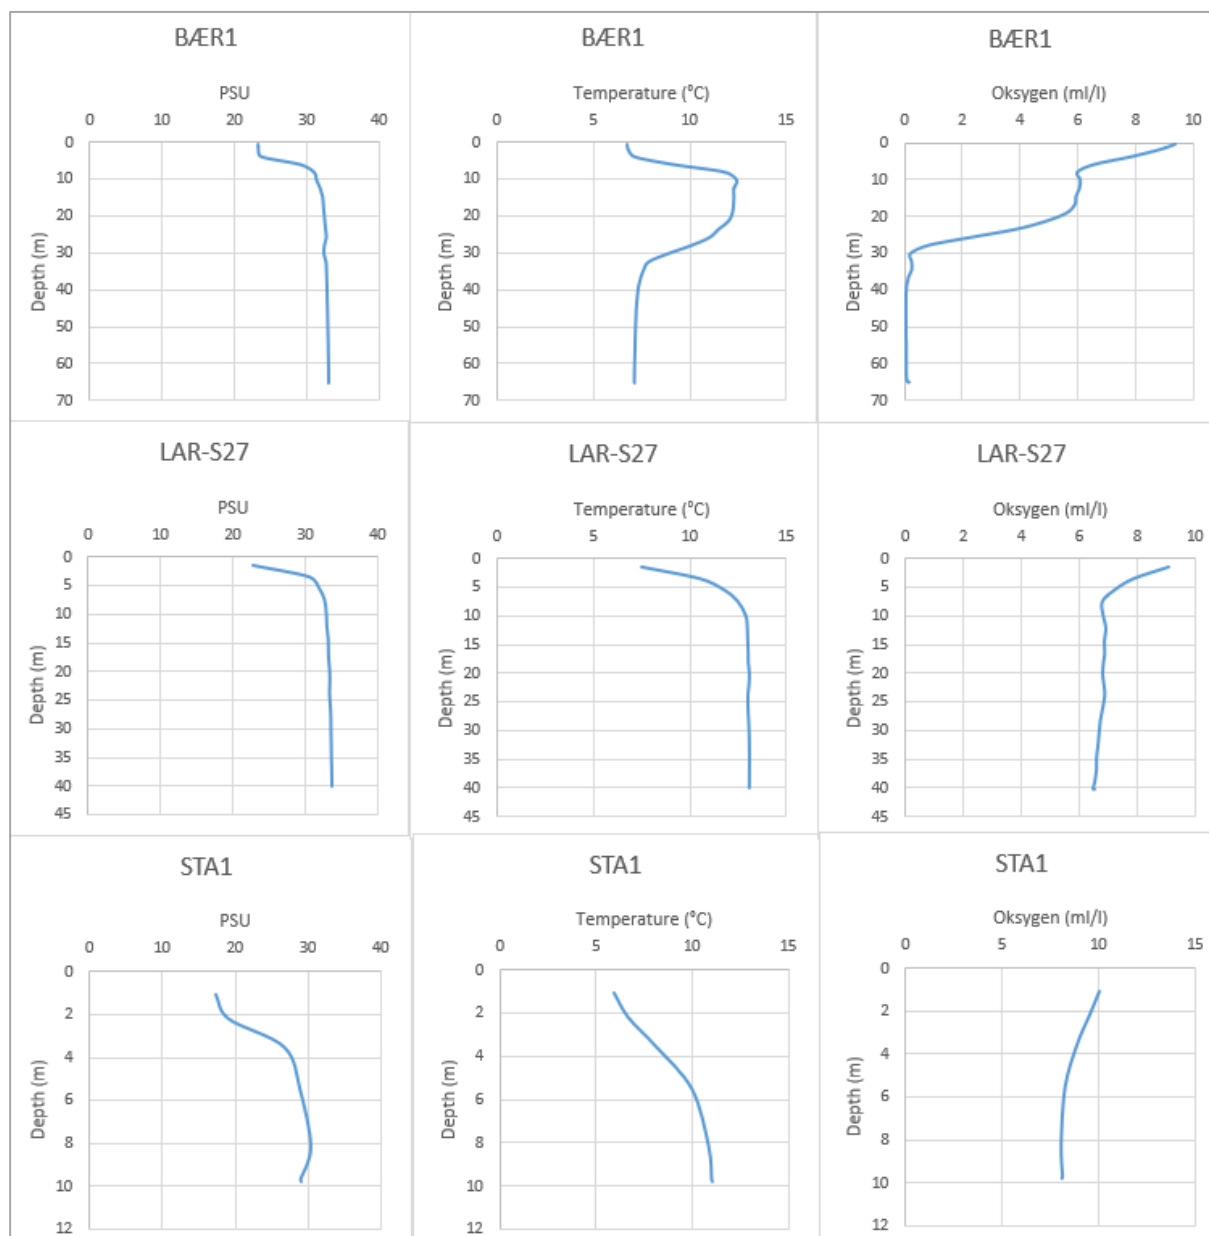 BÆR1
PSU
0 10 20 30 40
0
10
20
30
40
50
60
70
Depth (m)
BÆR1
Temperature (°C)
0 5 10 15
0
10
20
30
40
50
60
70
Depth (m)
BÆR1
Oksygen (ml/l)
0 2 4 6 8 10
0
10
20
30
40
50
60
70
Depth (m)
LAR-S27
PSU
0 10 20 30 40
0
5
10
15
20
25
30
35
40
45
Depth (m)
LAR-S27
Temperature (°C)
0 5 10 15
0
5
10
15
20
25
30
35
40
45
Depth (m)
LAR-S27
Oksygen (ml/l)
0 2 4 6 8 10
0
5
10
15
20
25
30
35
40
45
Depth (m)
STA1
PSU
0 10 20 30 40
0
2
4
6
8
10
12
Depth (m)
STA1
Temperature (°C)
0 5 10 15
0
2
4
6
8
10
12
Depth (m)
STA1
Oksygen (ml/l)
0 5 10 15
0
2
4
6
8
10
12
Depth (m)